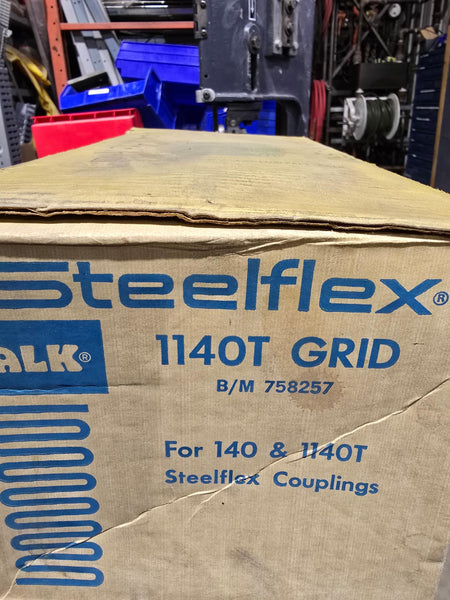 Steelflex®
ALK®
1140T GRID
B/M 758257
For 140 & 1140T
Steelflex Couplings